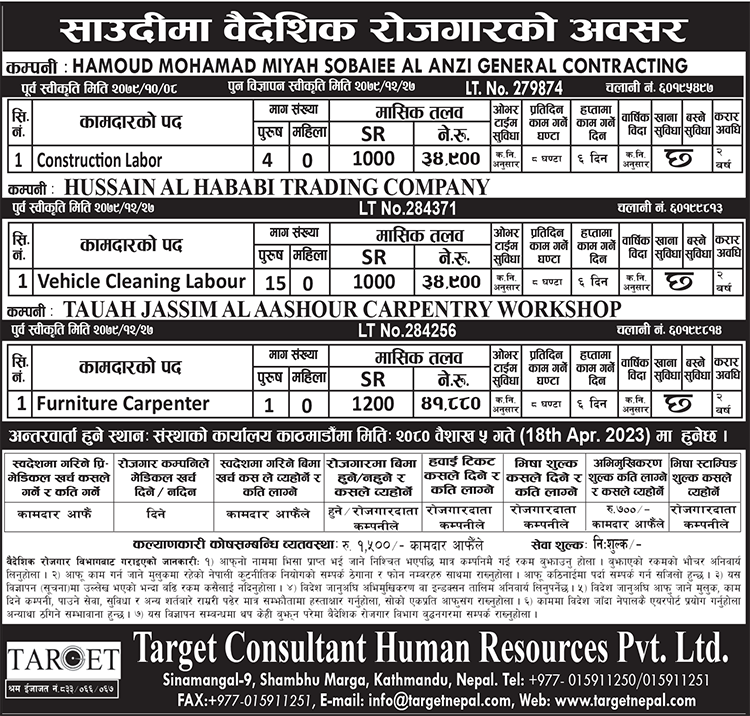 साउदीमा वैदेशिक रोजगारको अवसर
कम्पनी : HAMOUD MOHAMAD MIYAH SOBAIEE AL ANZI GENERAL CONTRACTING
पूर्व स्वीकृति मिति २०७९/१०/०८ पुन विज्ञापन स्वीकृति मिति २०७९/१२/२७ LT. No. 279874 चलानी नं. ६०१९५४९७
सि. नं. कामदारको पद माग संख्या पुरुष महिला मासिक तलब SR ने.रु. ओभर टाईम सुविधा प्रतिदिन काम गर्ने घण्टा हप्तामा काम गर्ने दिन वार्षिक विदा खाना सुविधा बस्ने सुविधा करार अवधि
1 Construction Labor 4 0 1000 ३४,९०० क.नि. अनुसार ८ घण्टा ६ दिन क.नि. अनुसार छ २ वर्ष
कम्पनी : HUSSAIN AL HABABI TRADING COMPANY
पुर्व स्वीकृति मिति २०७९/१२/२७ LT No.284371 चलानी नं. ६०१९९८१३
सि. नं. कामदारको पद माग संख्या पुरुष महिला मासिक तलब SR ने.रु. ओभर टाईम सुविधा प्रतिदिन काम गर्ने घण्टा हप्तामा काम गर्ने दिन वार्षिक विदा खाना सुविधा बस्ने सुविधा करार अवधि
1 Vehicle Cleaning Labour 15 0 1000 ३४,९०० क.नि. अनुसार ८ घण्टा ६ दिन क.नि. अनुसार छ २ वर्ष
कम्पनी : TAUAH JASSIM AL AASHOUR CARPENTRY WORKSHOP
पुर्व स्वीकृति मिति २०७९/१२/२७ LT No.284256 चलानी नं. ६०१९९८१४
सि. नं. कामदारको पद माग संख्या पुरुष महिला मासिक तलब SR ने.रु. ओभर टाईम सुविधा प्रतिदिन काम गर्ने घण्टा हप्तामा काम गर्ने दिन वार्षिक विदा खाना सुविधा बस्ने सुविधा करार अवधि
1 Furniture Carpenter 1 0 1200 ४१,८८० क.नि. अनुसार ८ घण्टा ६ दिन क.नि. अनुसार छ २ वर्ष
अन्तरवार्ता हुने स्थानः संस्थाको कार्यालय काठमाडौंमा मितिः २०८० वैशाख ५ गते (18th Apr. 2023) मा हुनेछ ।
स्वदेशमा गरिने प्रि-मेडिकल खर्च कसले गर्ने र कति गर्ने
रोजगार कम्पनिले मेडिकल खर्च दिने / नदिन
स्वदेशमा गरिने बिमा खर्च कस ले व्यहोर्ने र कति लाग्ने
रोजगारमा बिमा हुने/नहुने र कसले व्यहोर्ने
हवाई टिकट कसले दिने र कति लाग्ने
भिषा शुल्क कसले दिने र कति लाग्ने
अभिमुखिकरण शुल्क कति लाग्ने र कसले व्यहोर्ने
भिषा स्टाम्पिङ शुल्क कसले व्यहोर्ने
कामदार आफैँ
दिने
कामदार आफैंले
हुने / रोजगारदाता कम्पनीले
रोजगारदाता कम्पनीले
रोजगारदाता कम्पनीले
रु.७००/- कामदार आफैंले
रोजगारदाता कम्पनीले
कल्याणकारी कोषसम्बन्धि व्यतवस्थाः रु. १,५००/- कामदार आफैंले सेवा शुल्कः निःशुल्क/-
वैदेशिक रोजगार विभागबाट गराइएको जानकारी: १) आफूनो नाममा भिसा प्राप्त भई जाने निश्चित भएपछि मात्र कम्पनिमै गई रकम बुझाउनु होला । बुझाएको रकमको भौचर अनिवार्य
लिनुहोला । २) आफू काम गर्न जाने मुलुकमा रहेको नेपाली कुटनीतिक नियोगको सम्पर्क ठेगाना र फोन नम्बरहरु साथमा राख्नुहोला । आफू कठिनाईमा पर्दा सम्पर्क गर्न सजिलो हुन्छ । ३) यस
विज्ञापन (सूचना)मा उल्लेख भएको भन्दा बढि रकम कसैलाई नदिनुहोला । ४) विदेश जानुअघि अभिमुखिकरण वा इन्डक्सन तालिम अनिवार्य लिनुपर्नेछ । ५) विदेश जानुअघि आफू जाने मुलुक, काम
दिने कम्पनी, पाउने सेवा, सुविधा र अन्य शर्तबारे राम्ररी पढेर मात्र सम्झौतामा हस्ताक्षर गर्नुहोला, सोको एकप्रति आफूसँग राख्नुहोला । ६) काममा विदेश जाँदा नेपालकै एयरपोर्ट प्रयोग गर्नुहोला
अन्यथा ठगिने सम्भावना हुन्छ । ७) यस विज्ञापन सम्बन्धमा थप केही बुझ्नु परेमा वैदेशिक रोजगार विभाग बुद्धनगरमा सम्पर्क राख्नुहोला ।
TARGET
श्रम ईजाजत नं.८३३/०६६/०६७
Target Consultant Human Resources Pvt. Ltd.
Sinamangal-9, Shambhu Marga, Kathmandu, Nepal. Tel: +977- 015911250/015911251
FAX:+977-015911251, E-mail: info@targetnepal.com, Web: www.targetnepal.com